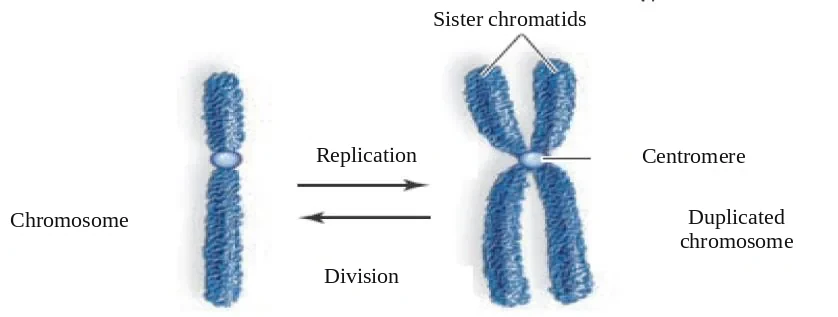 Sister chromatids
Replication
Centromere
Chromosome
Duplicated
chromosome
Division